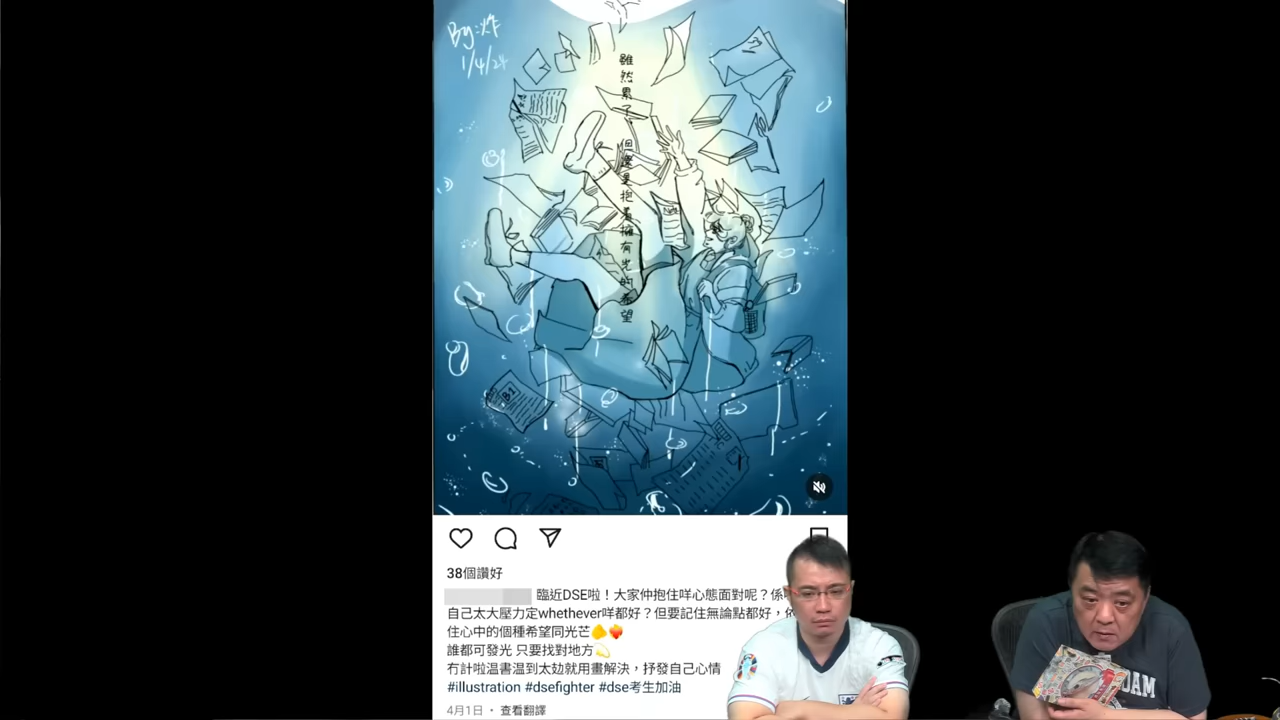 By:炸
1/4/24
雖然累了,但還是抱着擁有光的希望
Note
B1
38個讚好
臨近DSE啦！大家仲抱住咩心態面對呢？係
自己太大壓力定whethever咩都好？但要記住無論點都好，依
住心中的個種希望同光芒🫵❤️‍🔥
誰都可發光 只要找對地方💫
冇計啦温書温到太攰就用畫解決，抒發自己心情
#illustration #dsefighter #dse考生加油
4月1日 · 查看翻譯